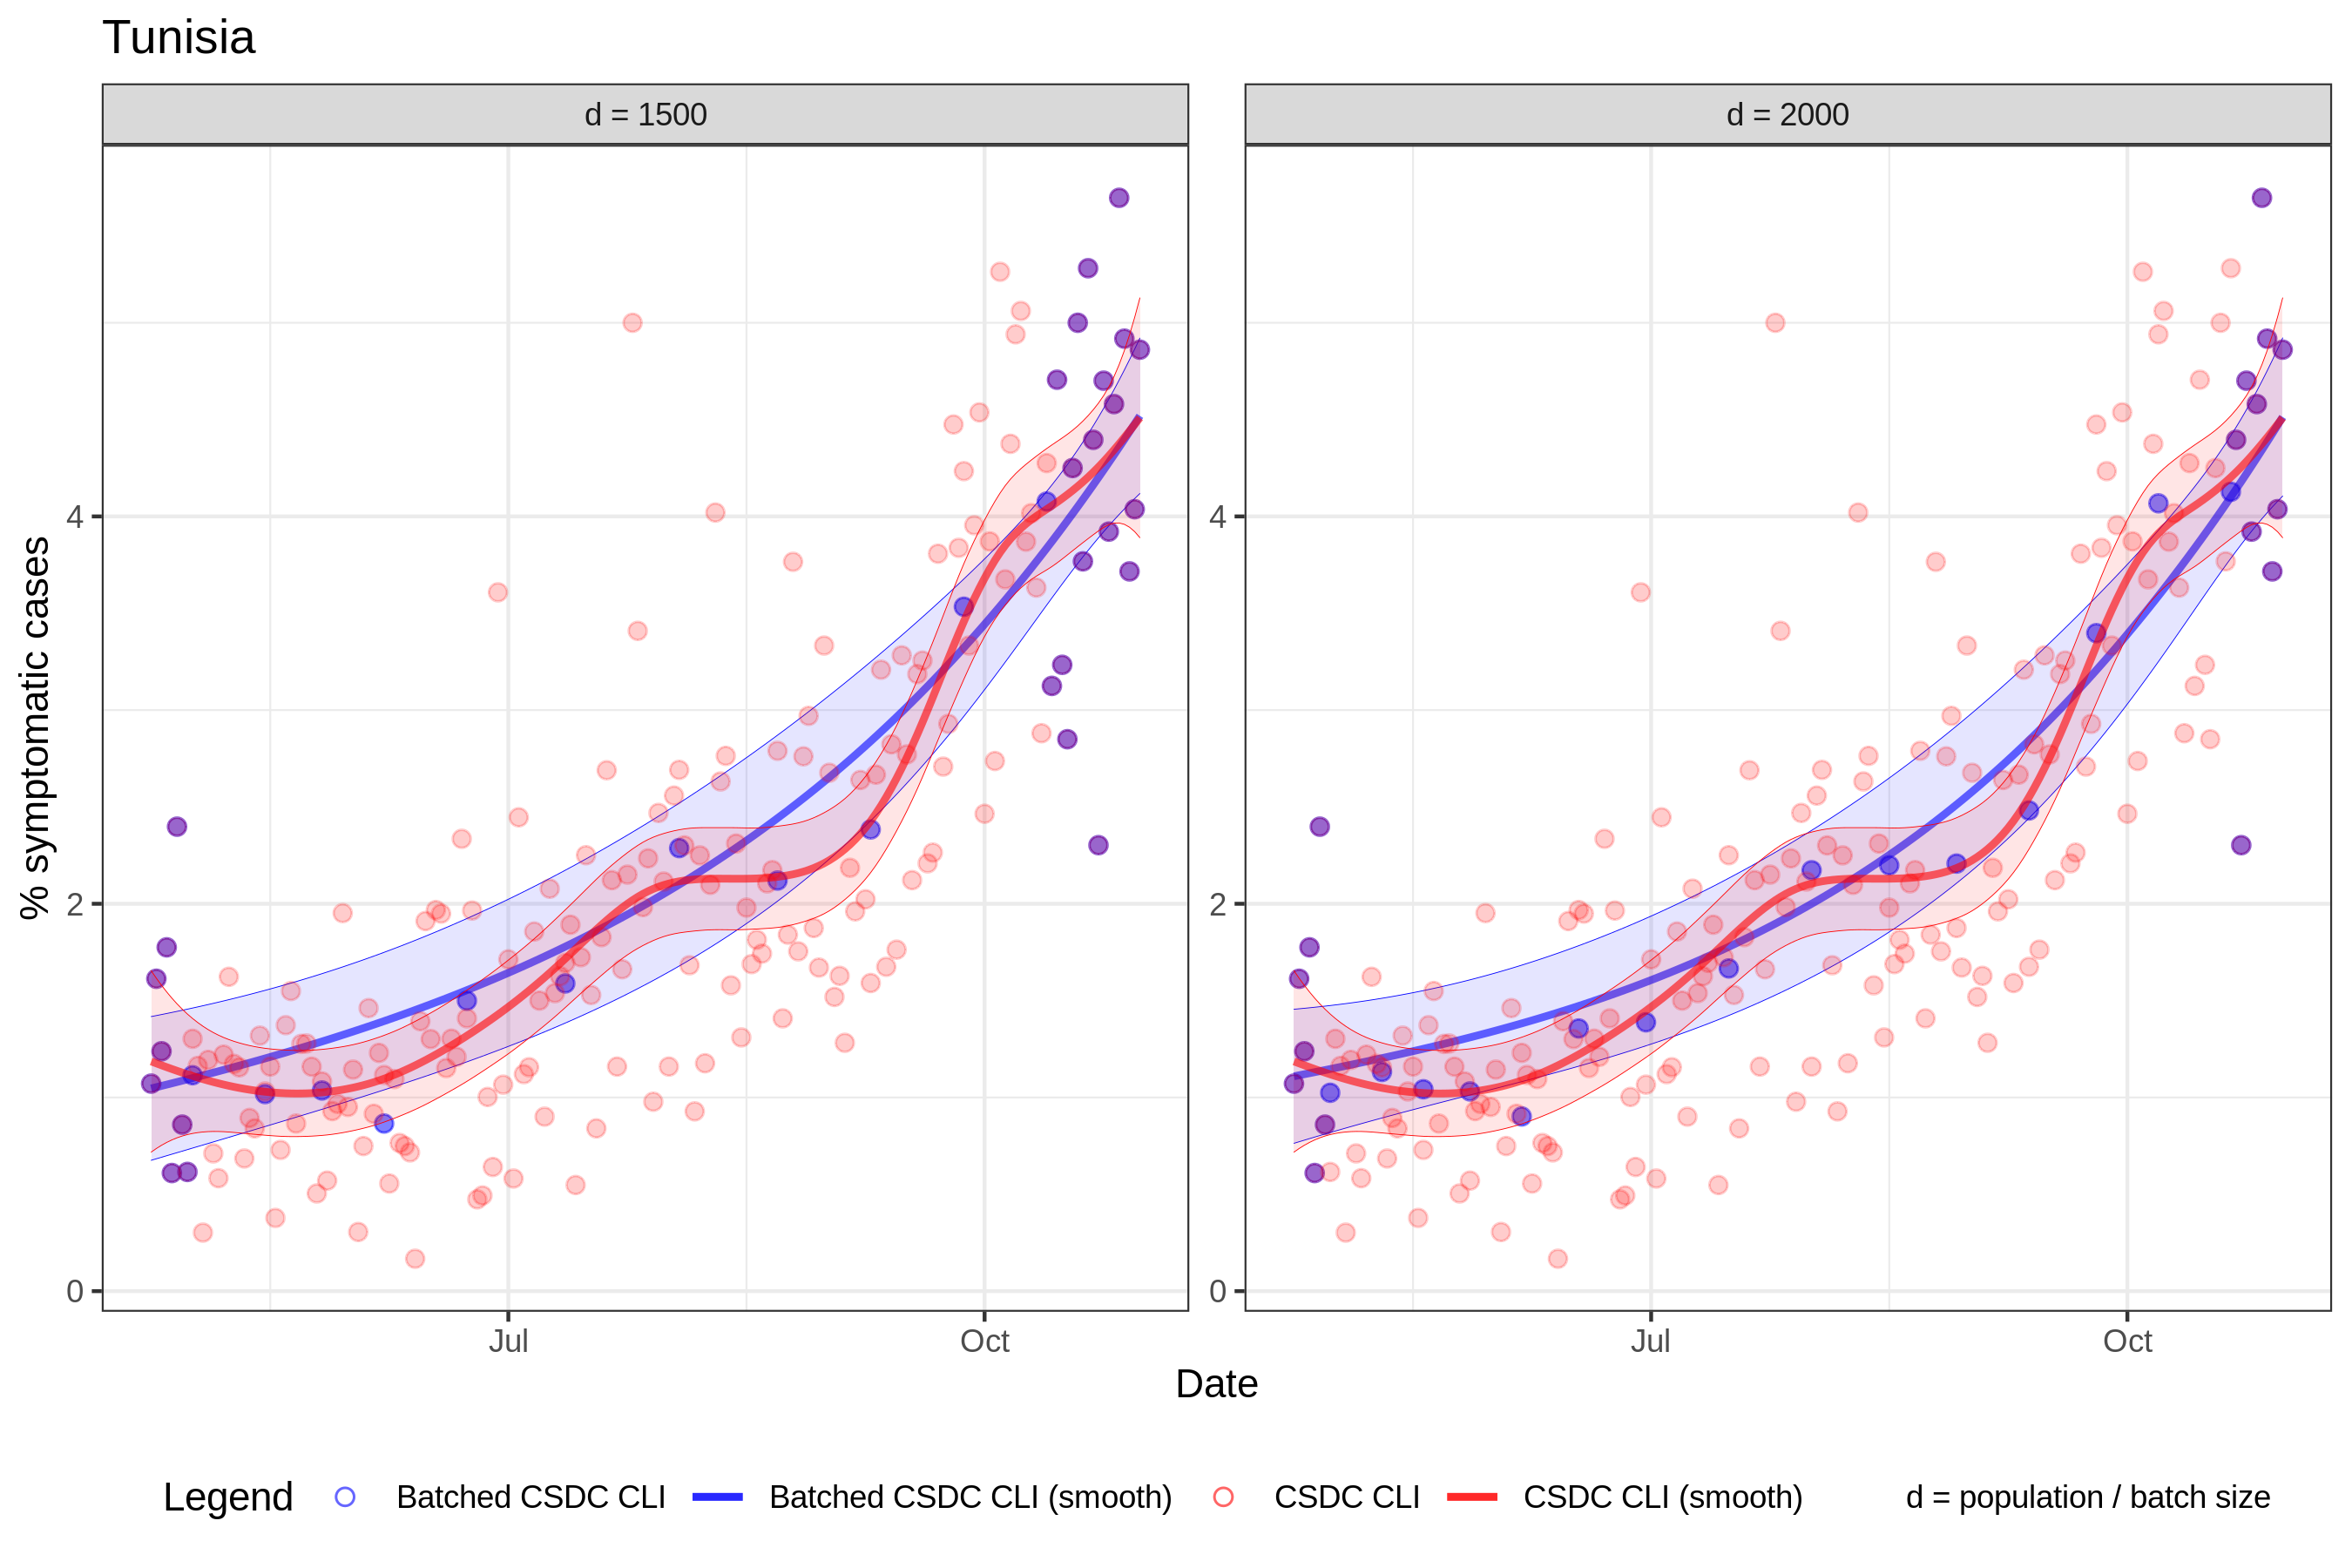 Tunisia
d = 1500
d = 2000
% symptomatic cases
4
2
0
4
2
0
Jul
Oct
Jul
Oct
Date
Legend
Batched CSDC CLI
Batched CSDC CLI (smooth)
CSDC CLI
CSDC CLI (smooth)
d = population / batch size